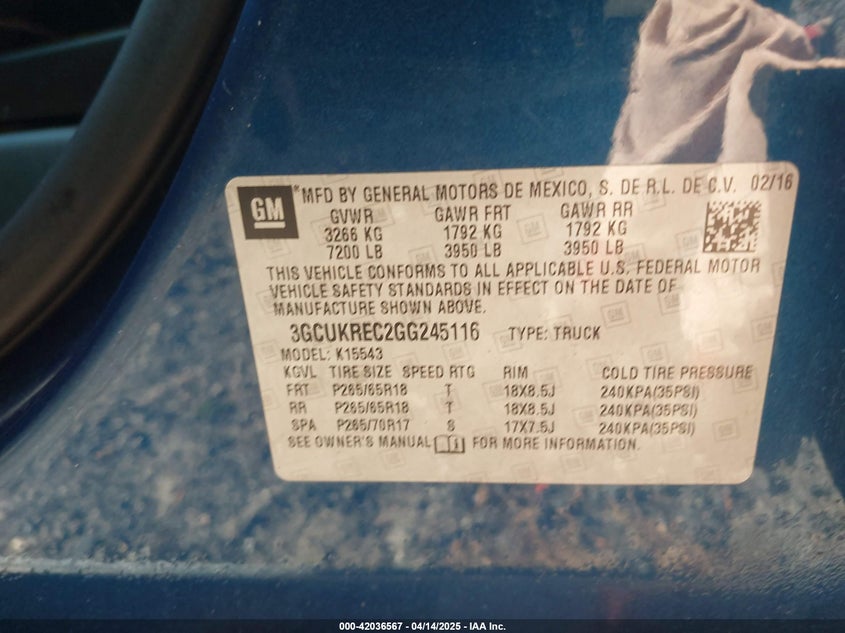 GM
*MFD BY GENERAL MOTORS DE MEXICO, S. DE R.L. DE C.V. 02/16
GVWR GAWR FRT GAWR RR
3266 KG 1792 KG 1792 KG
7200 LB 3950 LB 3950 LB
THIS VEHICLE CONFORMS TO ALL APPLICABLE U.S. FEDERAL MOTOR
VEHICLE SAFETY STANDARDS IN EFFECT ON THE DATE OF
MANUFACTURE SHOWN ABOVE.
3GCUKREC2GG245116 TYPE: TRUCK
MODEL: K15543
KGVL TIRE SIZE SPEED RTG RIM COLD TIRE PRESSURE
FRT P265/65R18 T 18X8.5J 240KPA(35PSI)
RR P265/65R18 T 18X8.5J 240KPA(35PSI)
SPA P265/70R17 S 17X7.5J 240KPA(35PSI)
SEE OWNER'S MANUAL FOR MORE INFORMATION.
000-42036567 - 04/14/2025 - IAA Inc.